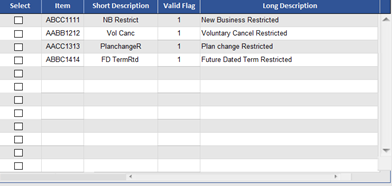 Select Item Short Description Valid Flag Long Description
ABCC1111 NB Restrict 1 New Business Restricted
AABB1212 Vol Canc 1 Voluntary Cancel Restricted
AACC1313 PlanchangeR 1 Plan change Restricted
ABBC1414 FD TermRtd 1 Future Dated Term Restricted